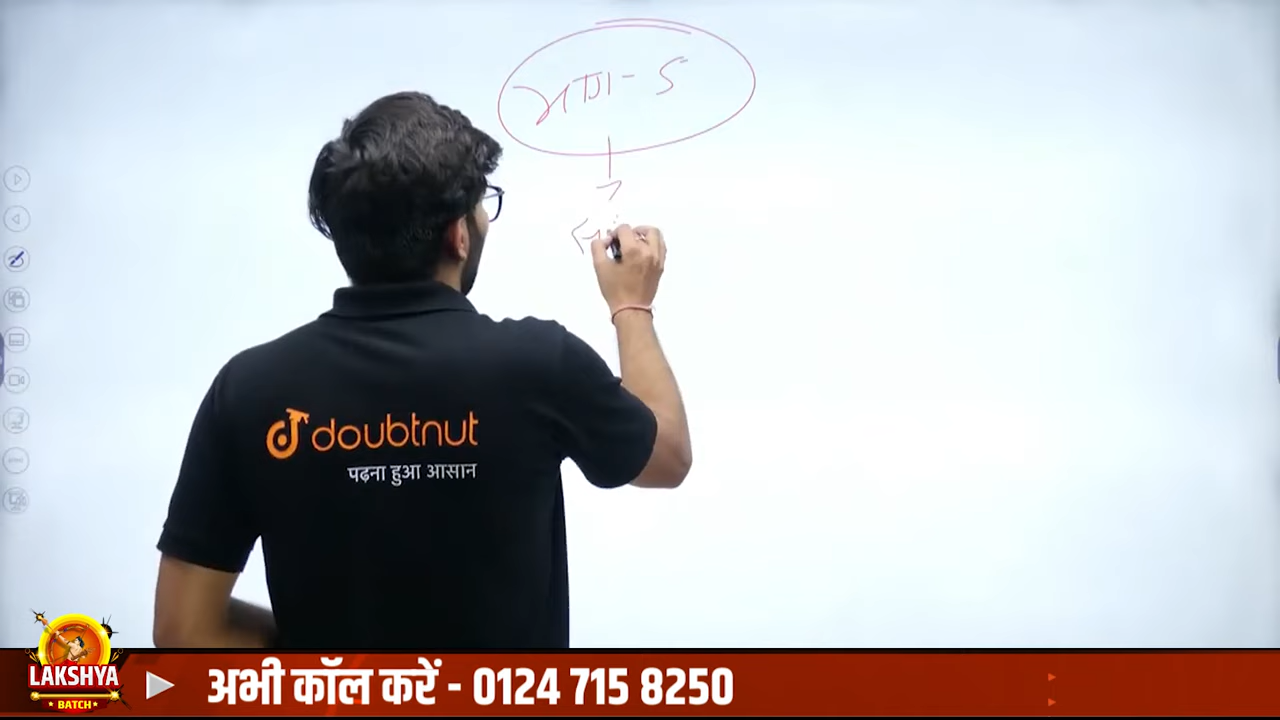 भाग - 5
doubtnut
पढ़ना हुआ आसान
LAKSHYA
BATCH
अभी कॉल करें - 0124 715 8250